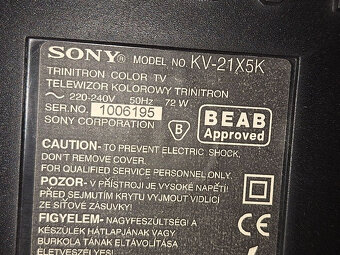 SONY® MODEL NO. KV-21X5K
TRINITRON COLOR TV
TELEWIZOR KOLOROWY TRINITRON
~ 220-240V 50Hz 72 W
SER.NO. 1006195
SONY CORPORATION
B
BEAB
Approved
CAUTION- TO PREVENT ELECTRIC SHOCK,
DON'T REMOVE COVER.
FOR QUALIFIED SERVICE PERSONNEL ONLY.
POZOR- V PŘÍSTROJI JE VYSOKÉ NAPĚTÍ!
PŘED SEJMUTÍM KRYTU VYJMOUT VIDLICI
ZE SÍŤOVÉ ZÁSUVKY!
FIGYELEM- NAGYFESZÜLTSÉG! A
KÉSZÜLÉK HÁTLAPJÁNAK VAGY
BURKOLATÁNAK ELTÁVOLÍTÁSA
CE